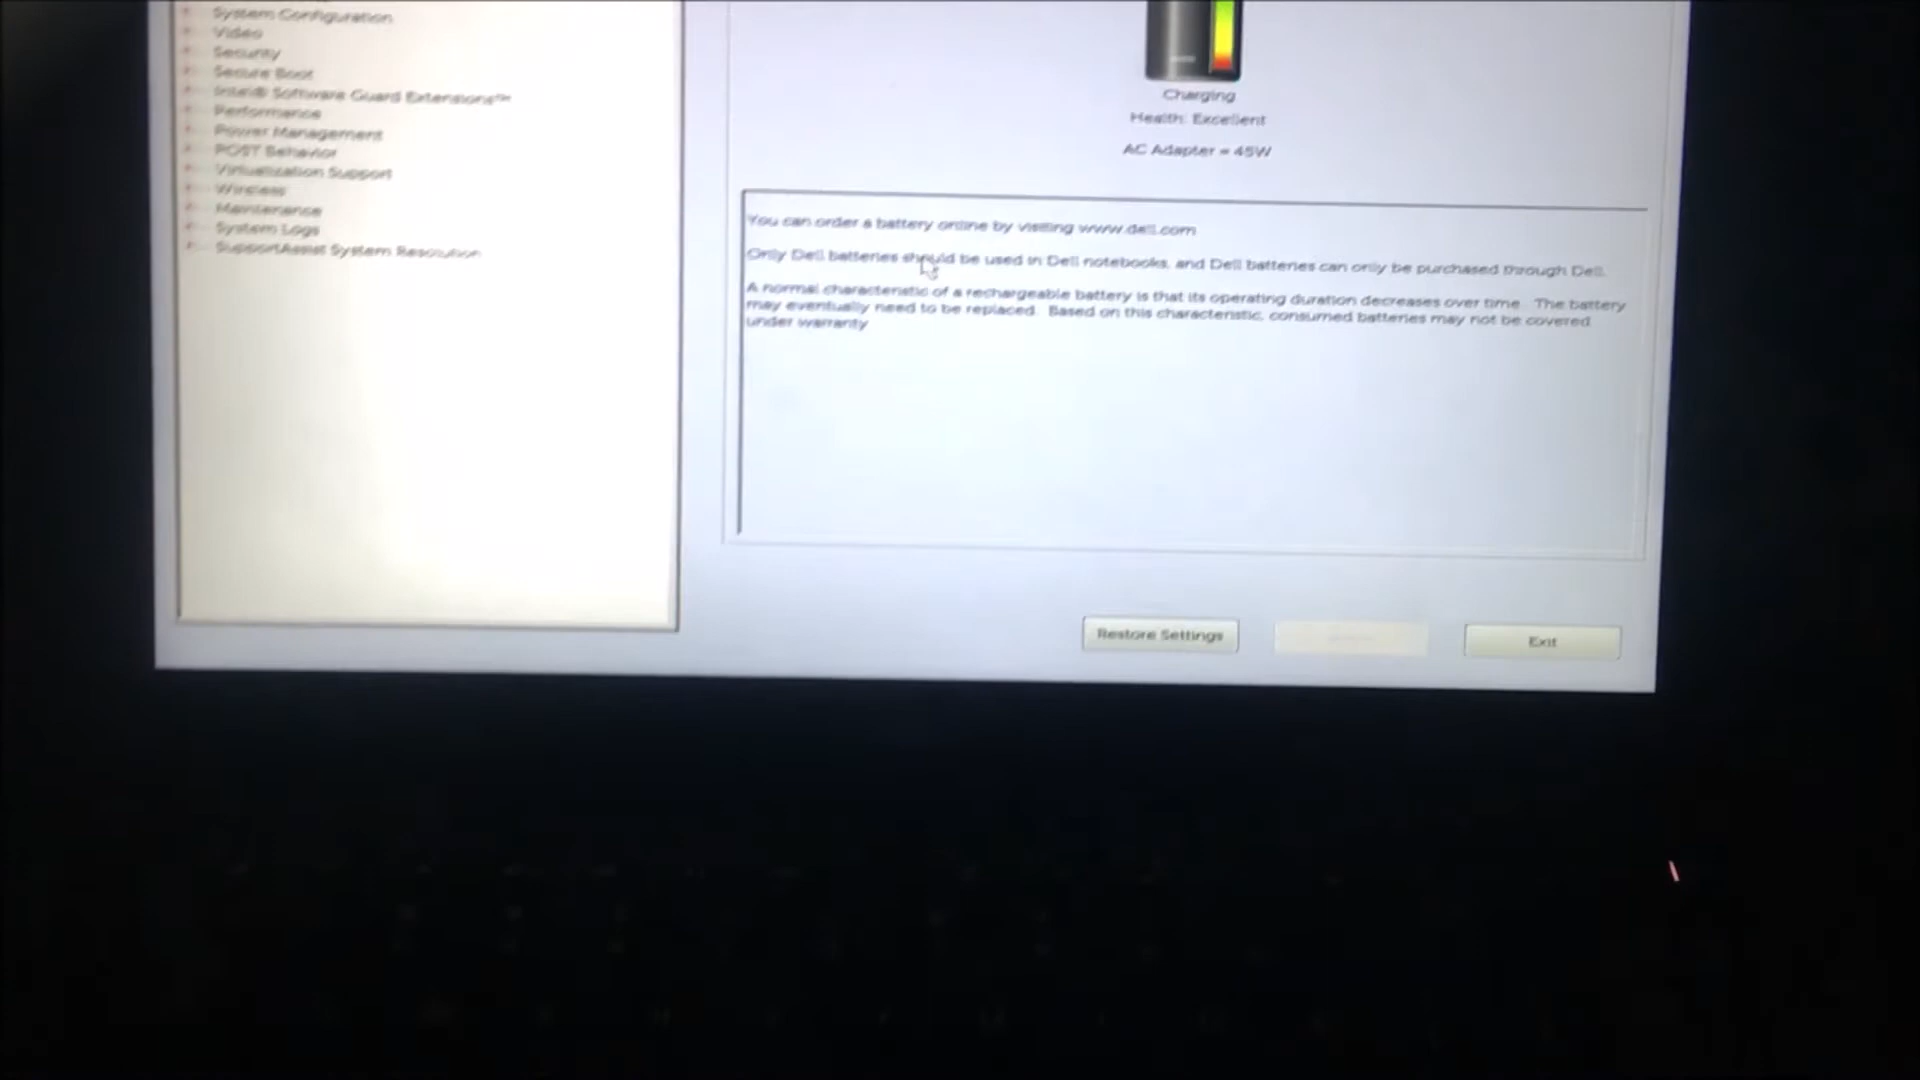 System Configuration
Video
Security
Secure Boot
Intel® Software Guard Extensions™
Performance
Power Management
POST Behavior
Virtualization Support
Wireless
Maintenance
System Logs
SupportAssist System Resolution
Charging
Health: Excellent
AC Adapter = 45W
You can order a battery online by visiting www.dell.com
Only Dell batteries should be used in Dell notebooks, and Dell batteries can only be purchased through Dell.
A normal characteristic of a rechargeable battery is that its operating duration decreases over time. The battery
may eventually need to be replaced. Based on this characteristic, consumed batteries may not be covered
under warranty
Restore Settings
Exit